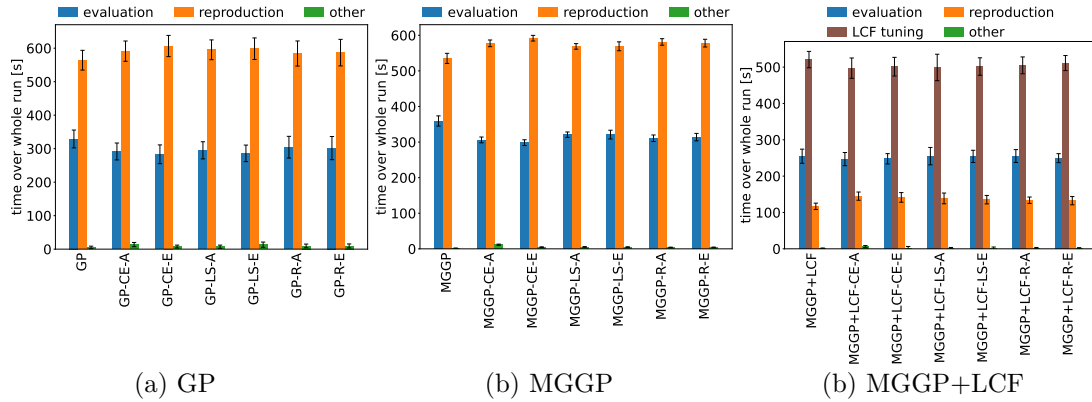 evaluation reproduction other
time over whole run [s]
600
500
400
300
200
100
0
GP
GP-CE-A
GP-CE-E
GP-LS-A
GP-LS-E
GP-R-A
GP-R-E
(a) GP
evaluation reproduction other
time over whole run [s]
600
500
400
300
200
100
0
MGGP
MGGP-CE-A
MGGP-CE-E
MGGP-LS-A
MGGP-LS-E
MGGP-R-A
MGGP-R-E
(b) MGGP
evaluation reproduction
LCF tuning other
time over whole run [s]
500
400
300
200
100
0
MGGP+LCF
MGGP+LCF-CE-A
MGGP+LCF-CE-E
MGGP+LCF-LS-A
MGGP+LCF-LS-E
MGGP+LCF-R-A
MGGP+LCF-R-E
(b) MGGP+LCF